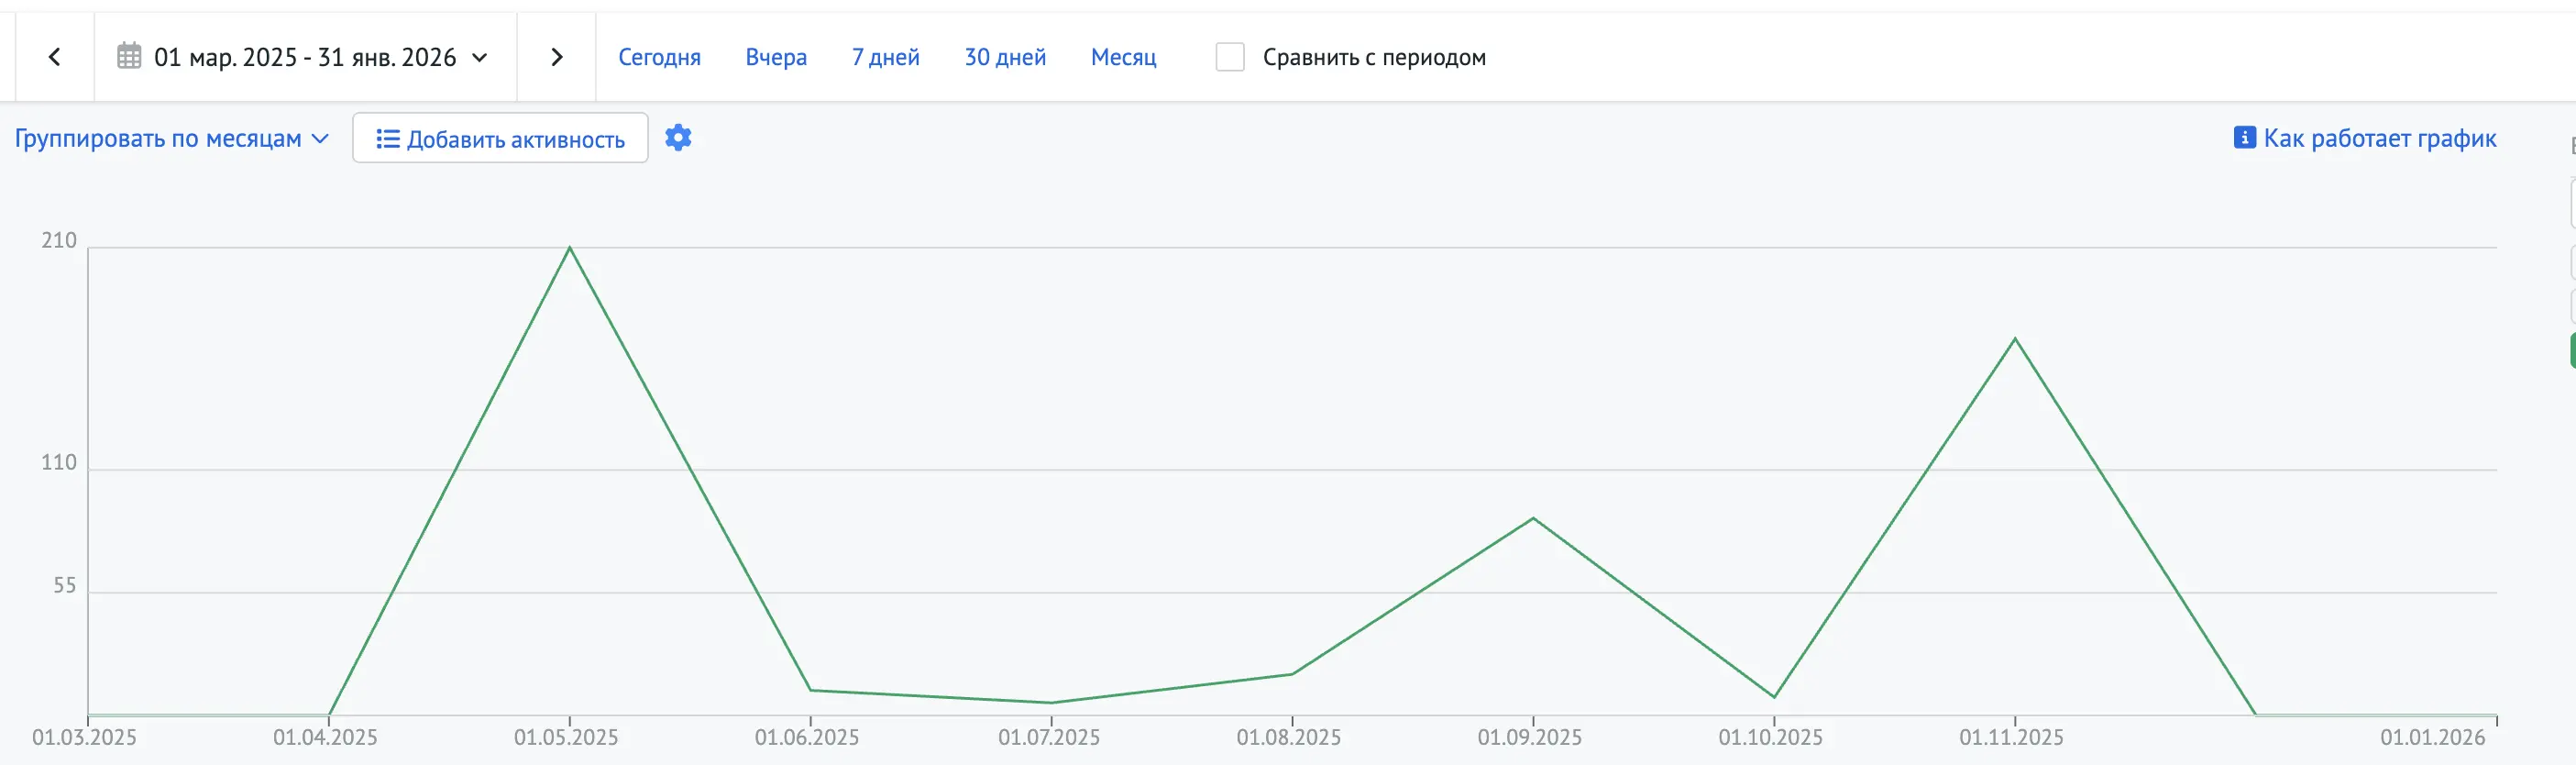 01 мар. 2025 - 31 янв. 2026
Сегодня
Вчера
7 дней
30 дней
Месяц
Сравнить с периодом
Группировать по месяцам
Добавить активность
Как работает график
210
110
55
01.03.2025
01.04.2025
01.05.2025
01.06.2025
01.07.2025
01.08.2025
01.09.2025
01.10.2025
01.11.2025
01.01.2026